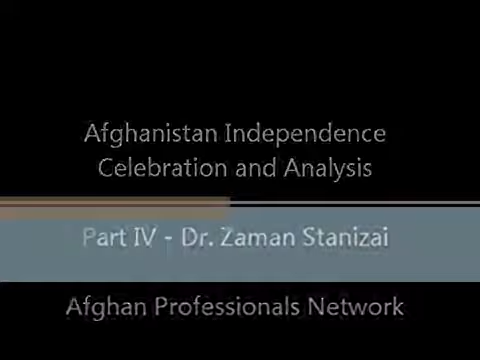 Afghanistan Independence
Celebration and Analysis
Part IV - Dr. Zaman Stanizai
Afghan Professionals Network